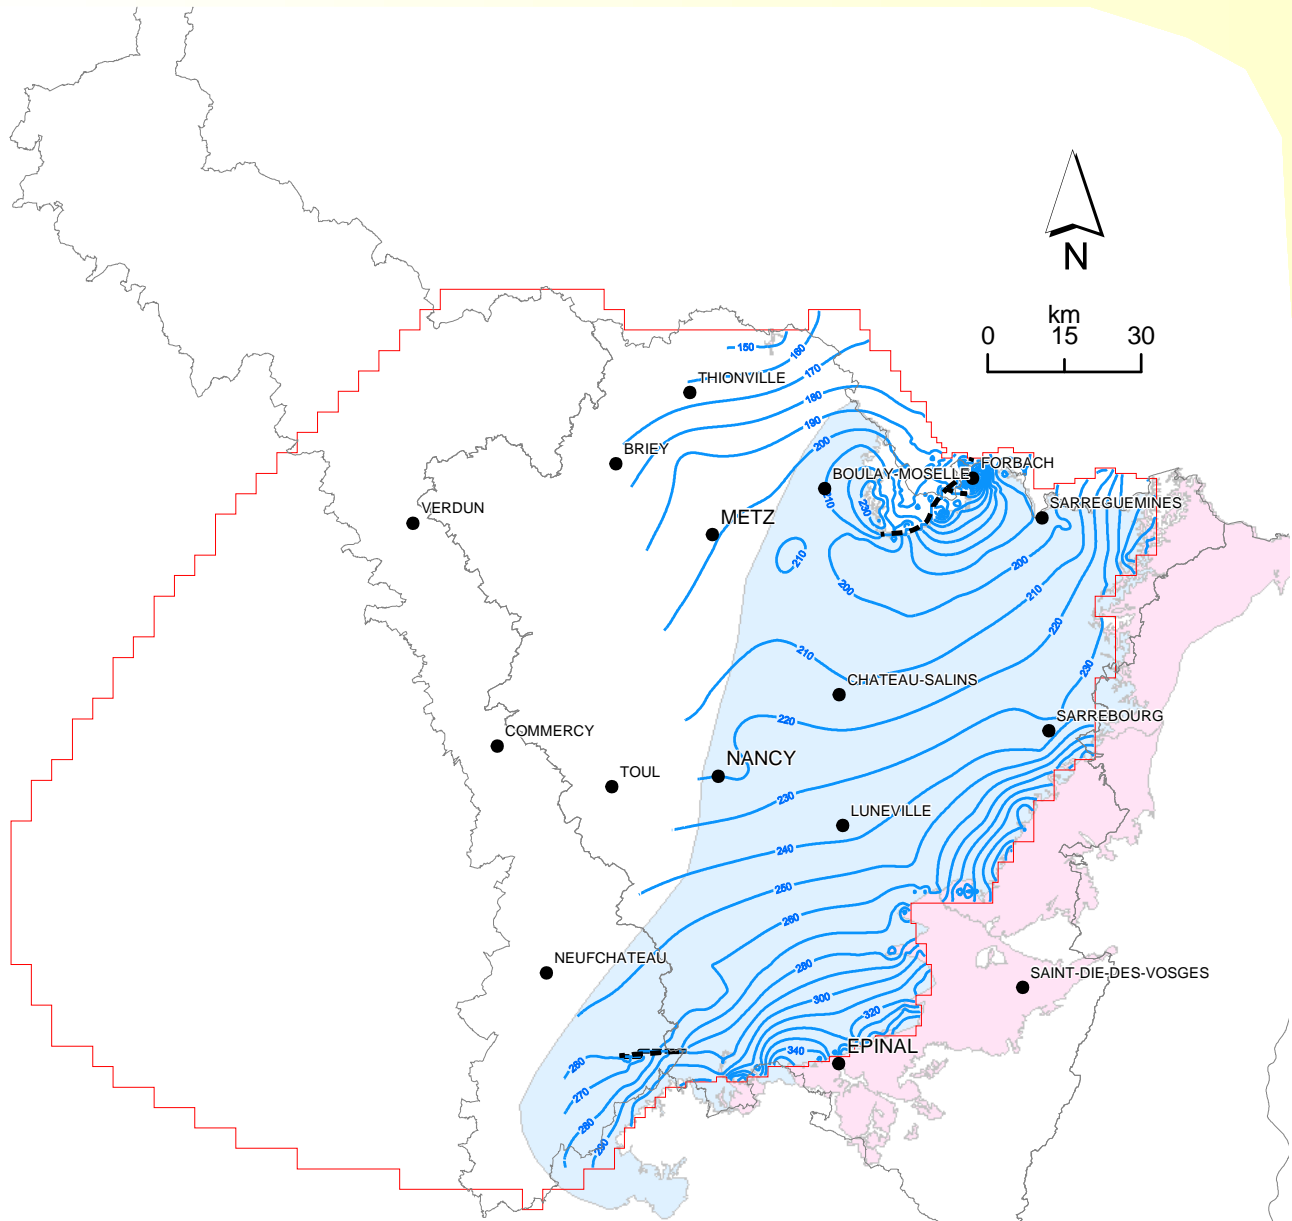 N
km
0 15 30
150
160
170
THIONVILLE
180
190
200
BRIEY
FORBACH
BOULAY-MOSELLE
210
230
SARREGUEMINES
VERDUN
METZ
210
200
200
210
220
210
230
CHATEAU-SALINS
220
SARREBOURG
COMMERCY
NANCY
TOUL
230
LUNEVILLE
240
250
260
NEUFCHATEAU
280
SAINT-DIE-DES-VOSGES
300
320
EPINAL
340
260
270
280
290